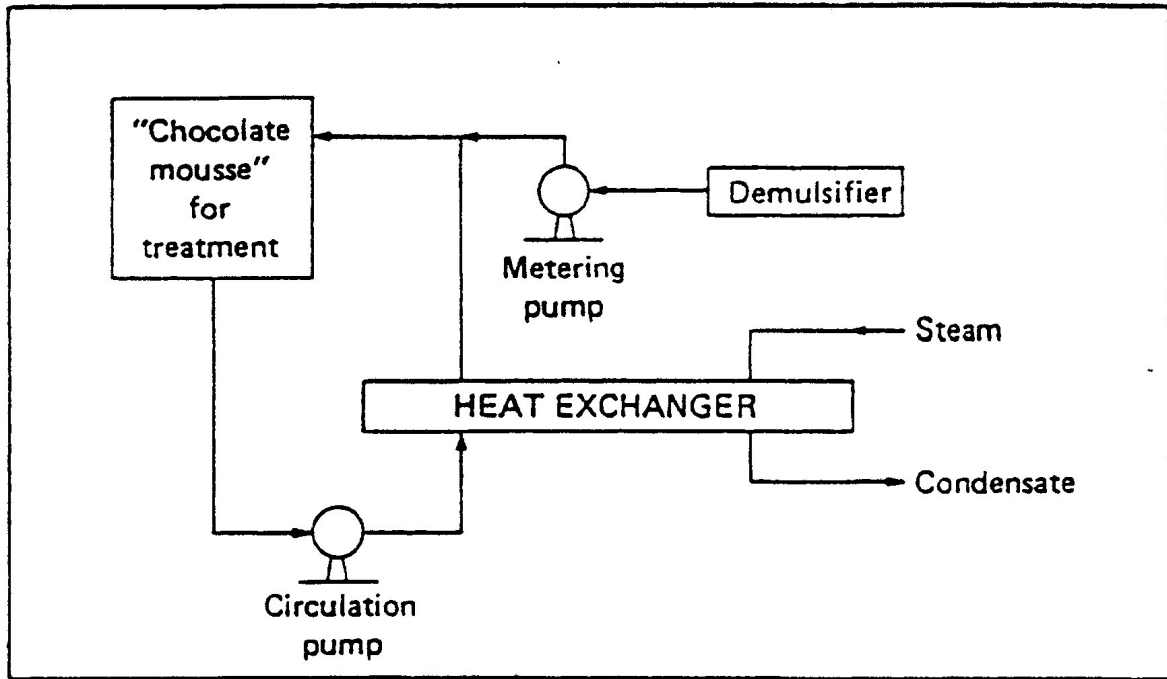 "Chocolate
mousse"
for
treatment
Demulsifier
Metering
pump
Steam
HEAT EXCHANGER
Condensate
Circulation
pump